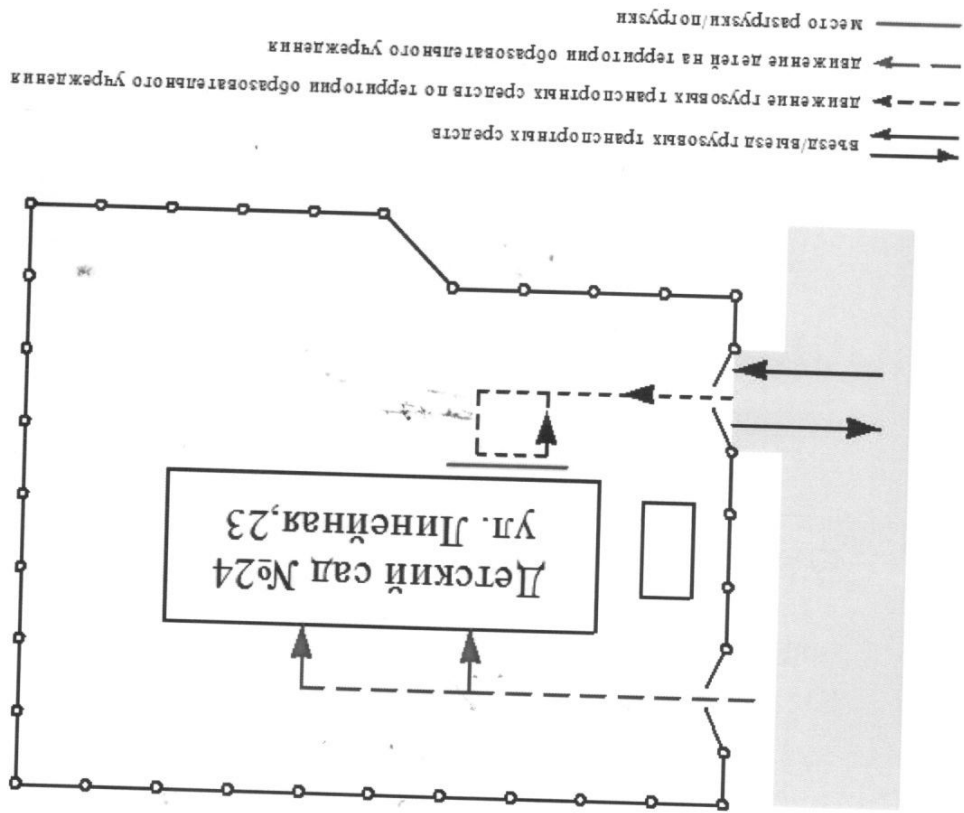 Детский сад №24
ул. Линейная,23
въезд/выезд грузовых транспортных средств
движение грузовых транспортных средств по территории образовательного учреждения
движение детей на территории образовательного учреждения
место разгрузки/погрузки